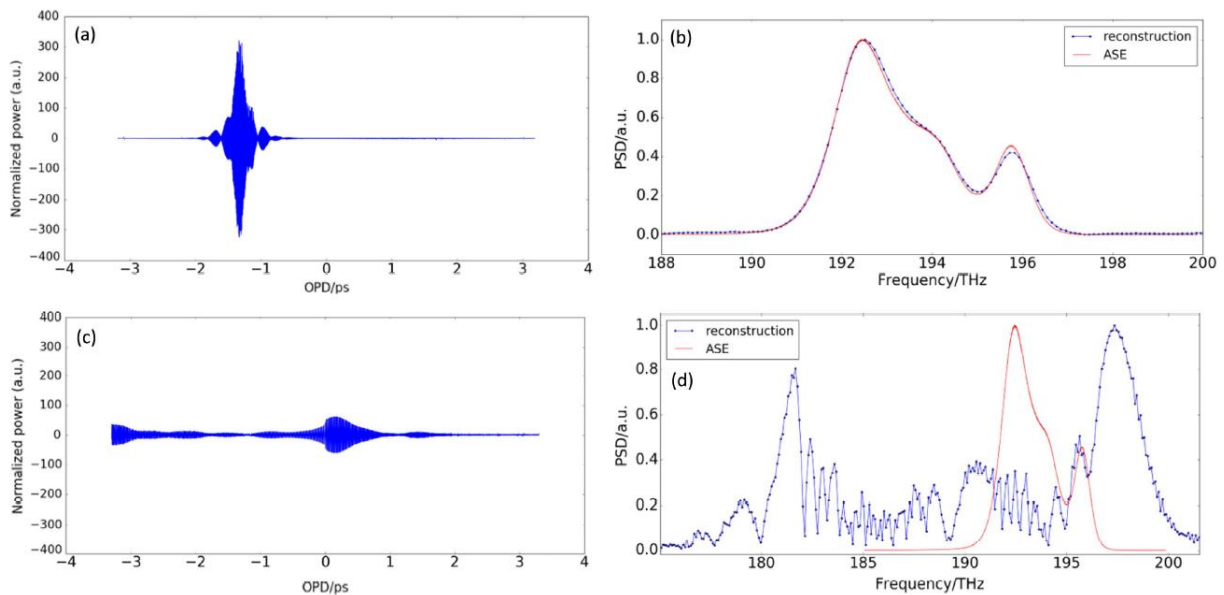 (a)
Normalized power (a.u.)
400
300
200
100
0
−100
−200
−300
400
−4 −3 −2 −1 0 1 2 3 4
OPD/ps
(b)
reconstruction
ASE
PSD/a.u.
1.0
0.8
0.6
0.4
0.2
0.0
188 190 192 194 196 198 200
Frequency/THz
(c)
Normalized power (a.u.)
400
300
200
100
0
−100
−200
−300
400
−4 −3 −2 −1 0 1 2 3 4
OPD/ps
reconstruction
ASE
(d)
PSD/a.u.
1.0
0.8
0.6
0.4
0.2
0.0
180 185 190 195 200
Frequency/THz